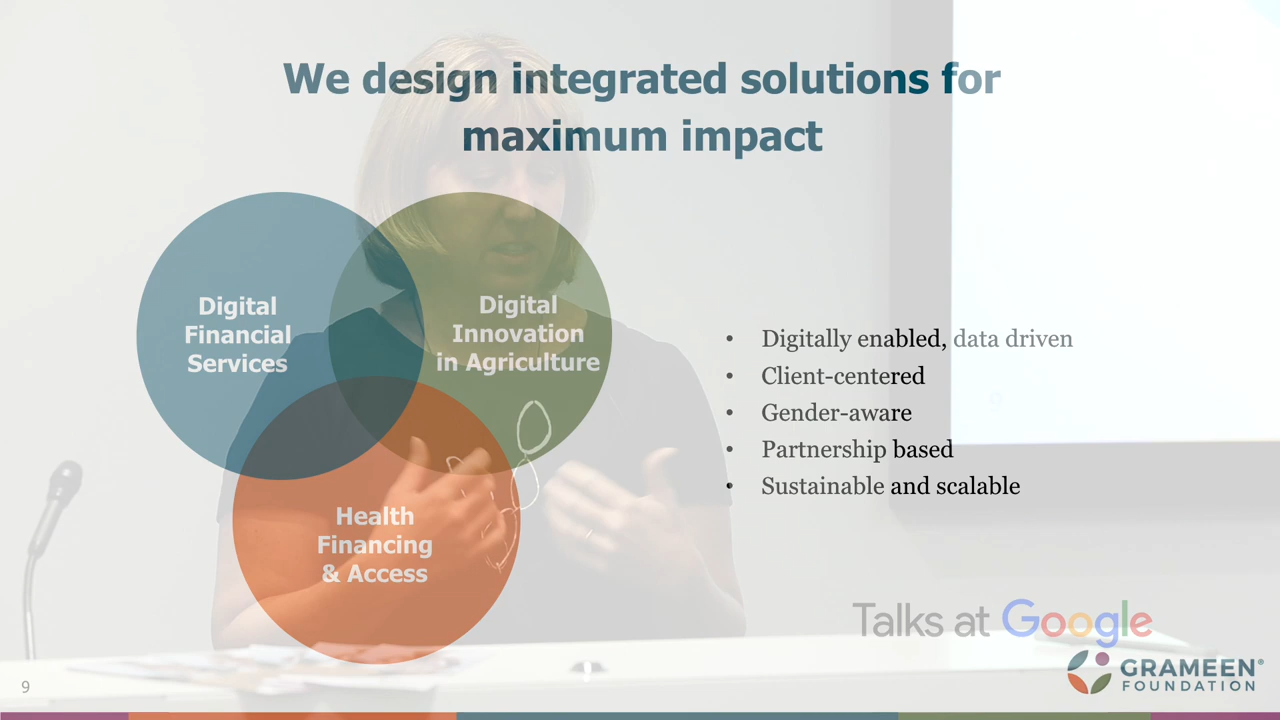 We design integrated solutions for
maximum impact
Digital
Financial
Services
Digital
Innovation
in Agriculture
Health
Financing
& Access
• Digitally enabled, data driven
• Client-centered
• Gender-aware
• Partnership based
• Sustainable and scalable
Talks at Google
GRAMEEN®
FOUNDATION
9